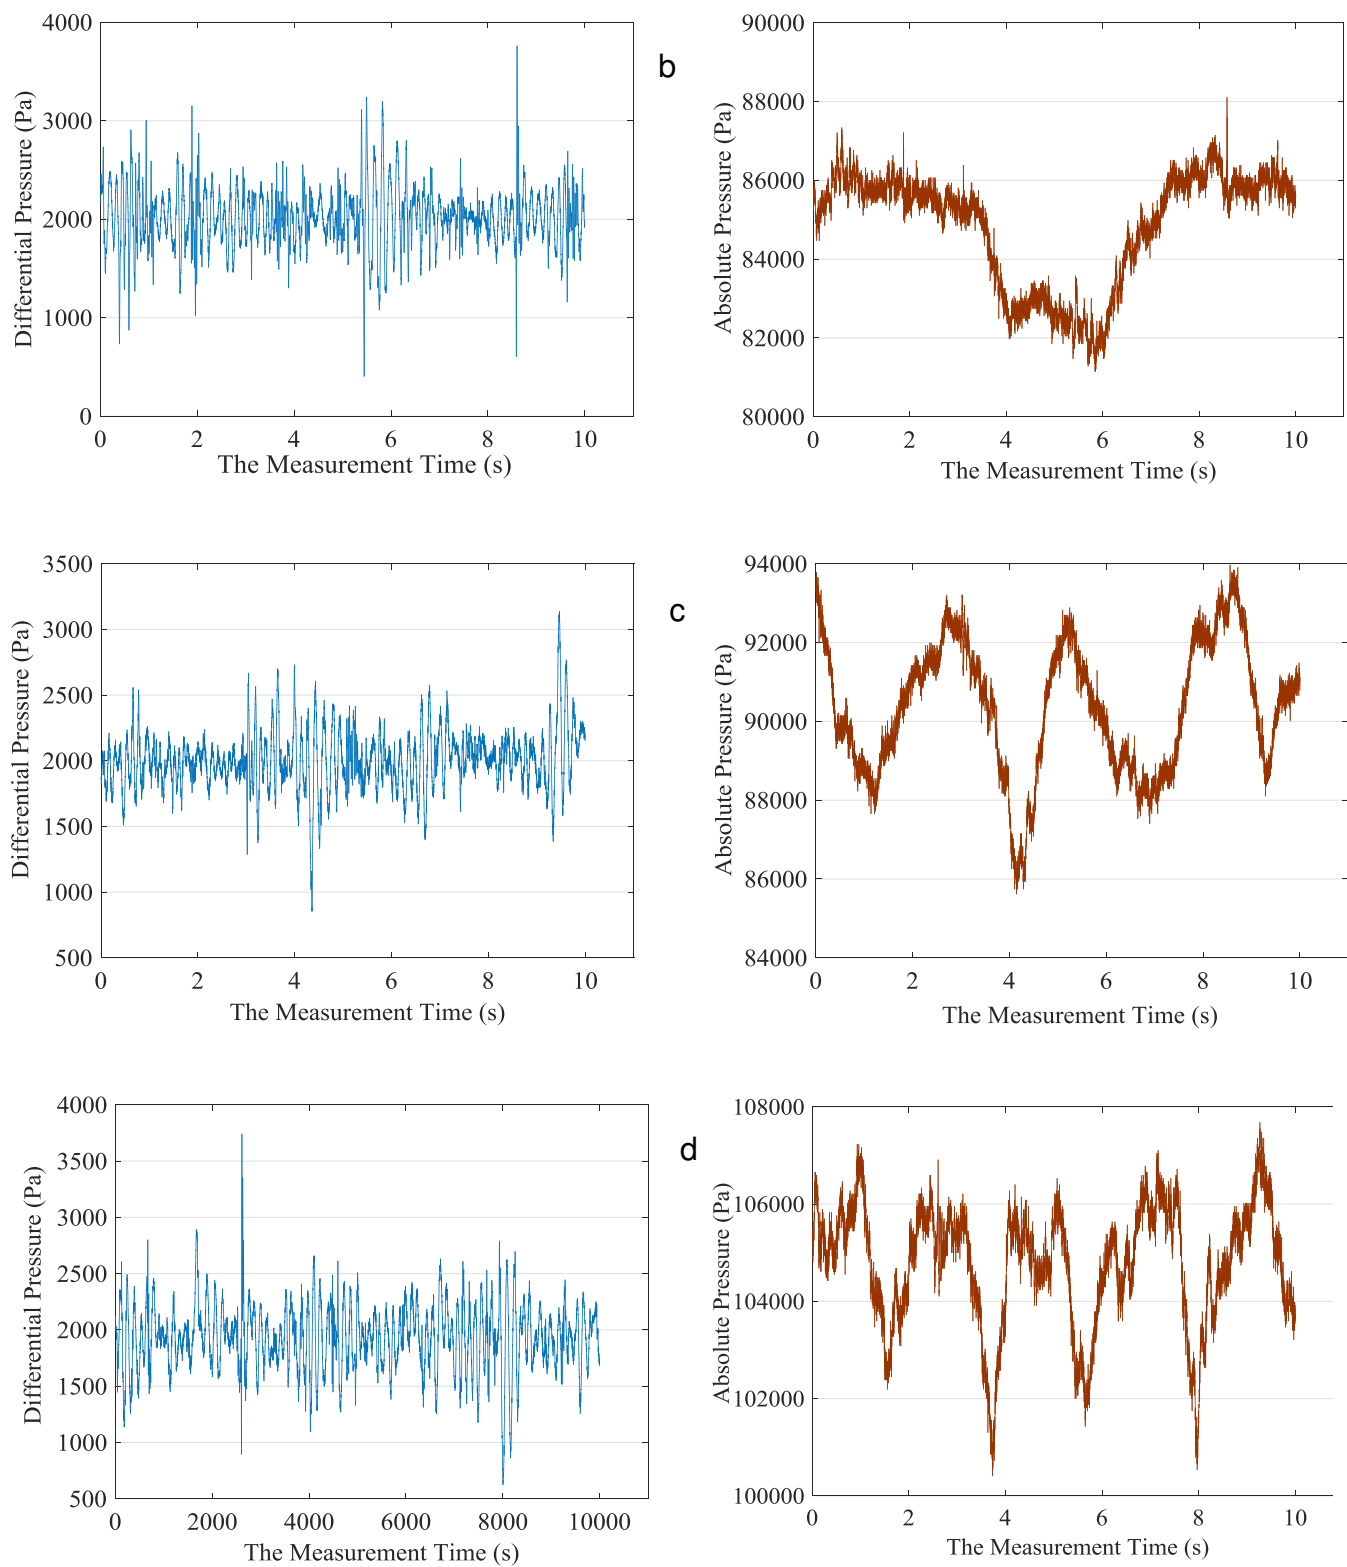 4000
3000
2000
1000
0
0 2 4 6 8 10
Differential Pressure (Pa)
The Measurement Time (s)
b
90000
88000
86000
84000
82000
80000
0 2 4 6 8 10
Absolute Pressure (Pa)
The Measurement Time (s)
3500
3000
2500
2000
1500
1000
500
0 2 4 6 8 10
Differential Pressure (Pa)
The Measurement Time (s)
c
94000
92000
90000
88000
86000
84000
0 2 4 6 8 10
Absolute Pressure (Pa)
The Measurement Time (s)
4000
3500
3000
2500
2000
1500
1000
500
0 2000 4000 6000 8000 10000
Differential Pressure (Pa)
The Measurement Time (s)
d
108000
106000
104000
102000
100000
0 2 4 6 8 10
Absolute Pressure (Pa)
The Measurement Time (s)